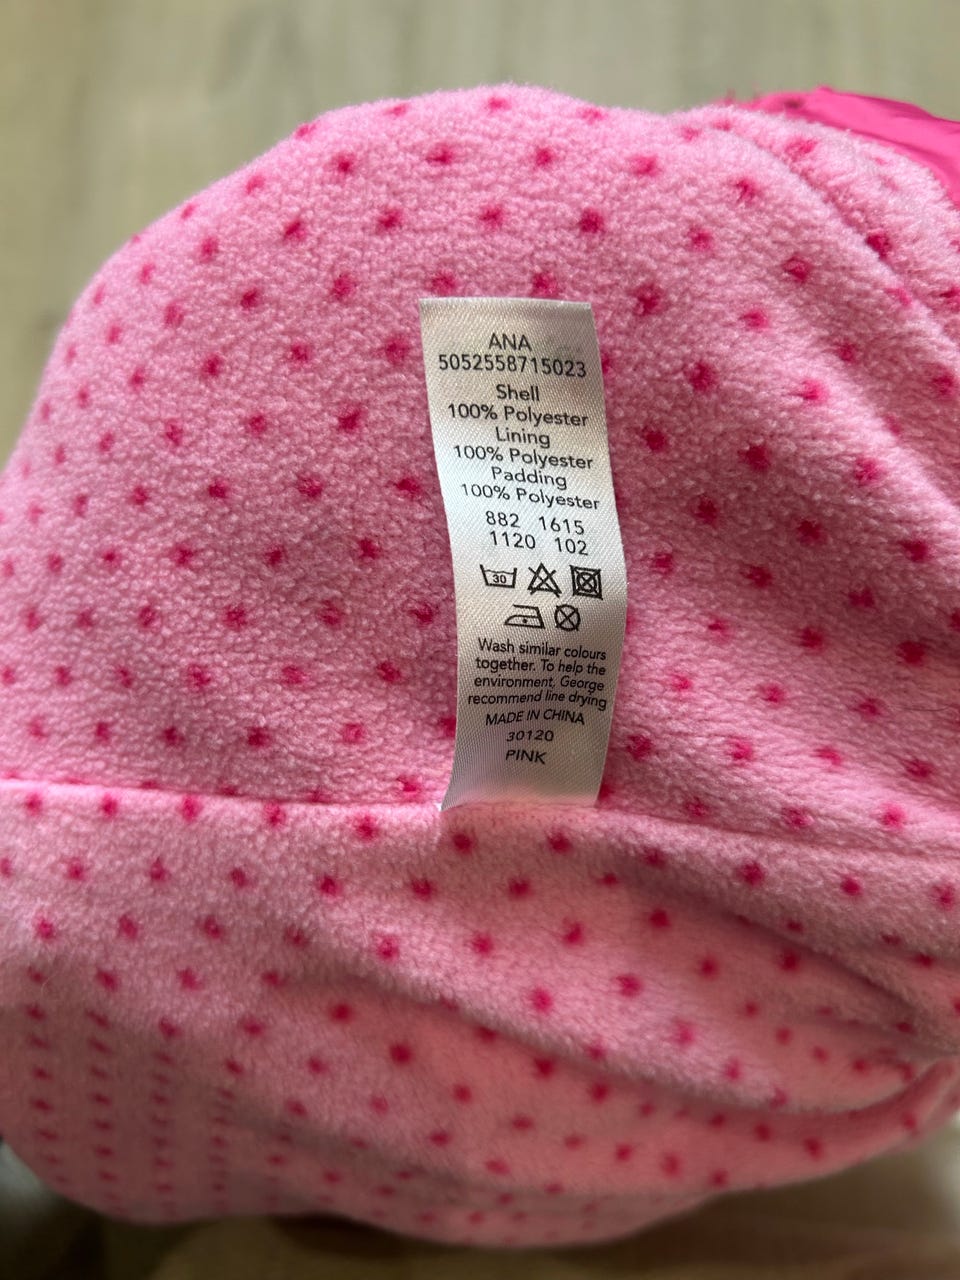 ANA
5052558715023
Shell
100% Polyester
Lining
100% Polyester
Padding
100% Polyester
882 1615
1120 102
30
Wash similar colours
together. To help the
environment, George
recommend line drying
MADE IN CHINA
30120
PINK